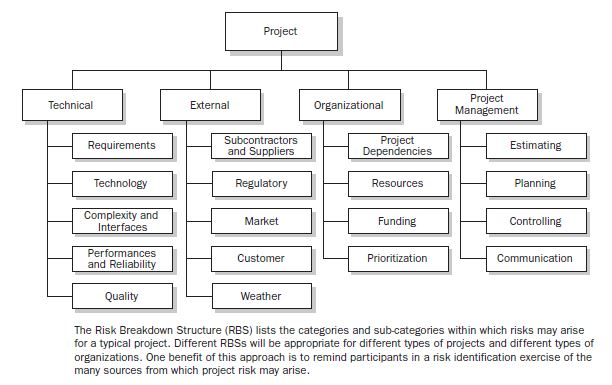 Project
Technical
External
Organizational
Project
Management
Requirements
Technology
Complexity and
Interfaces
Performances
and Reliability
Quality
Subcontractors
and Suppliers
Regulatory
Market
Customer
Weather
Project
Dependencies
Resources
Funding
Prioritization
Estimating
Planning
Controlling
Communication
The Risk Breakdown Structure (RBS) lists the categories and sub-categories within which risks may arise
for a typical project. Different RBSs will be appropriate for different types of projects and different types of
organizations. One benefit of this approach is to remind participants in a risk identification exercise of the
many sources from which project risk may arise.